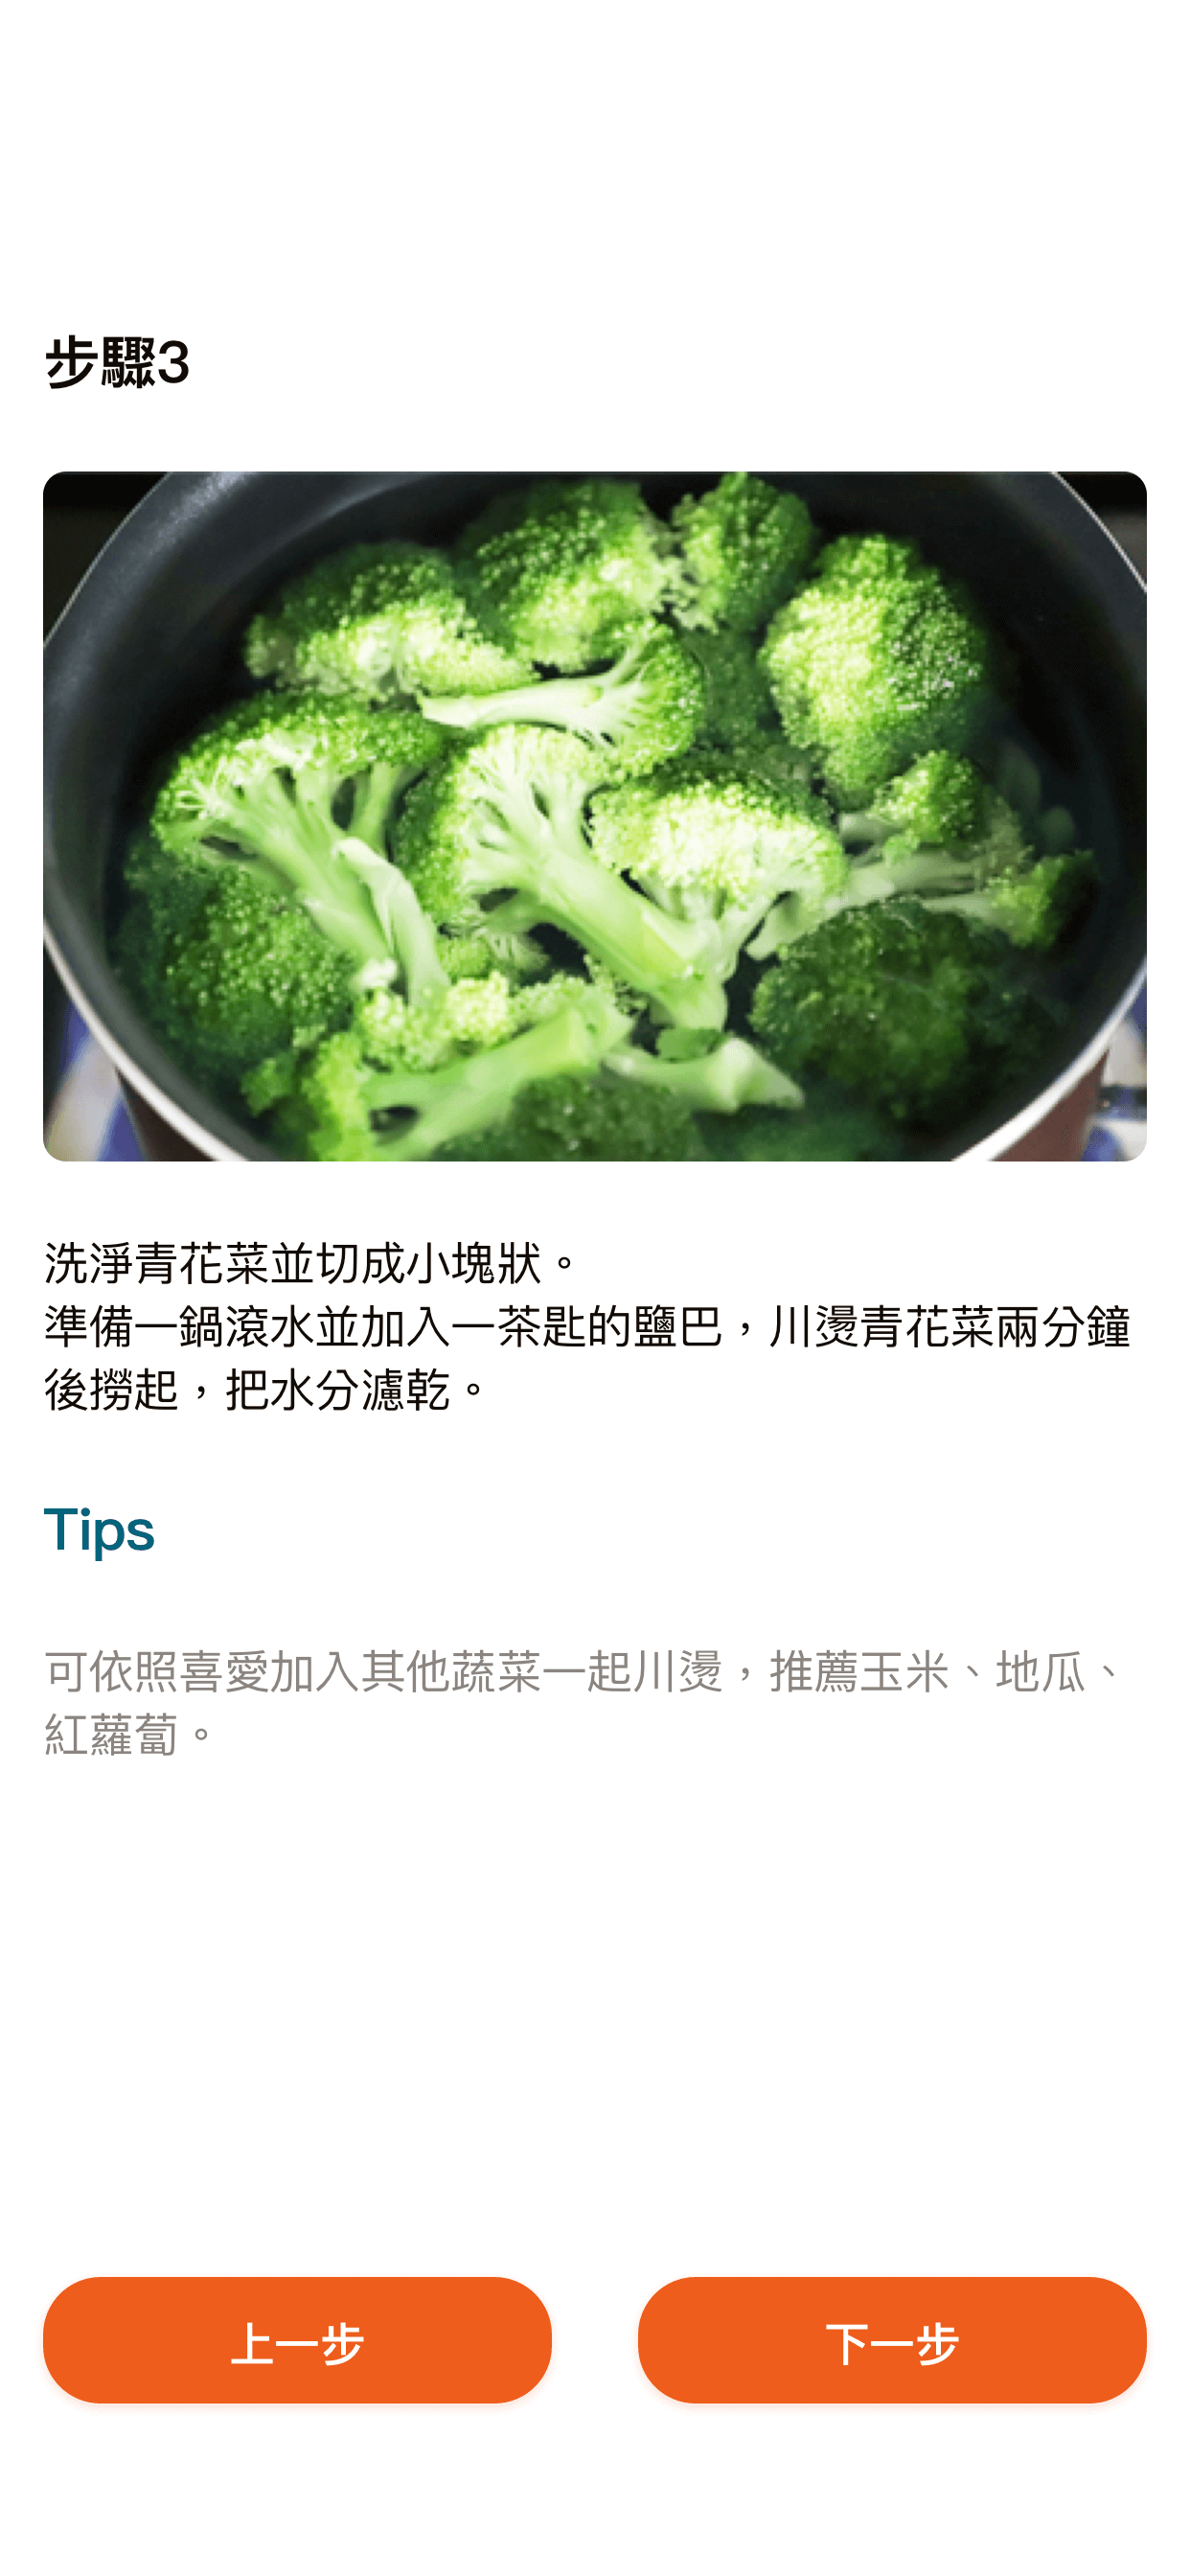 步驟3
洗淨青花菜並切成小塊狀。
準備一鍋滾水並加入一茶匙的鹽巴，川燙青花菜兩分鐘
後撈起，把水分濾乾。
Tips
可依照喜愛加入其他蔬菜一起川燙，推薦玉米、地瓜、
紅蘿蔔。
上一步
下一步